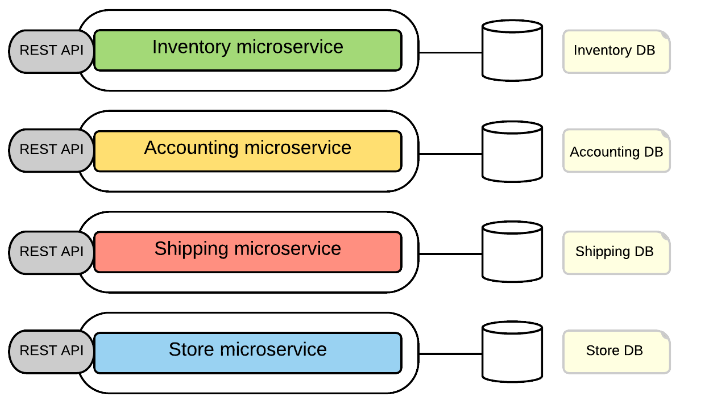 REST API
Inventory microservice
Inventory DB
REST API
Accounting microservice
Accounting DB
REST API
Shipping microservice
Shipping DB
REST API
Store microservice
Store DB